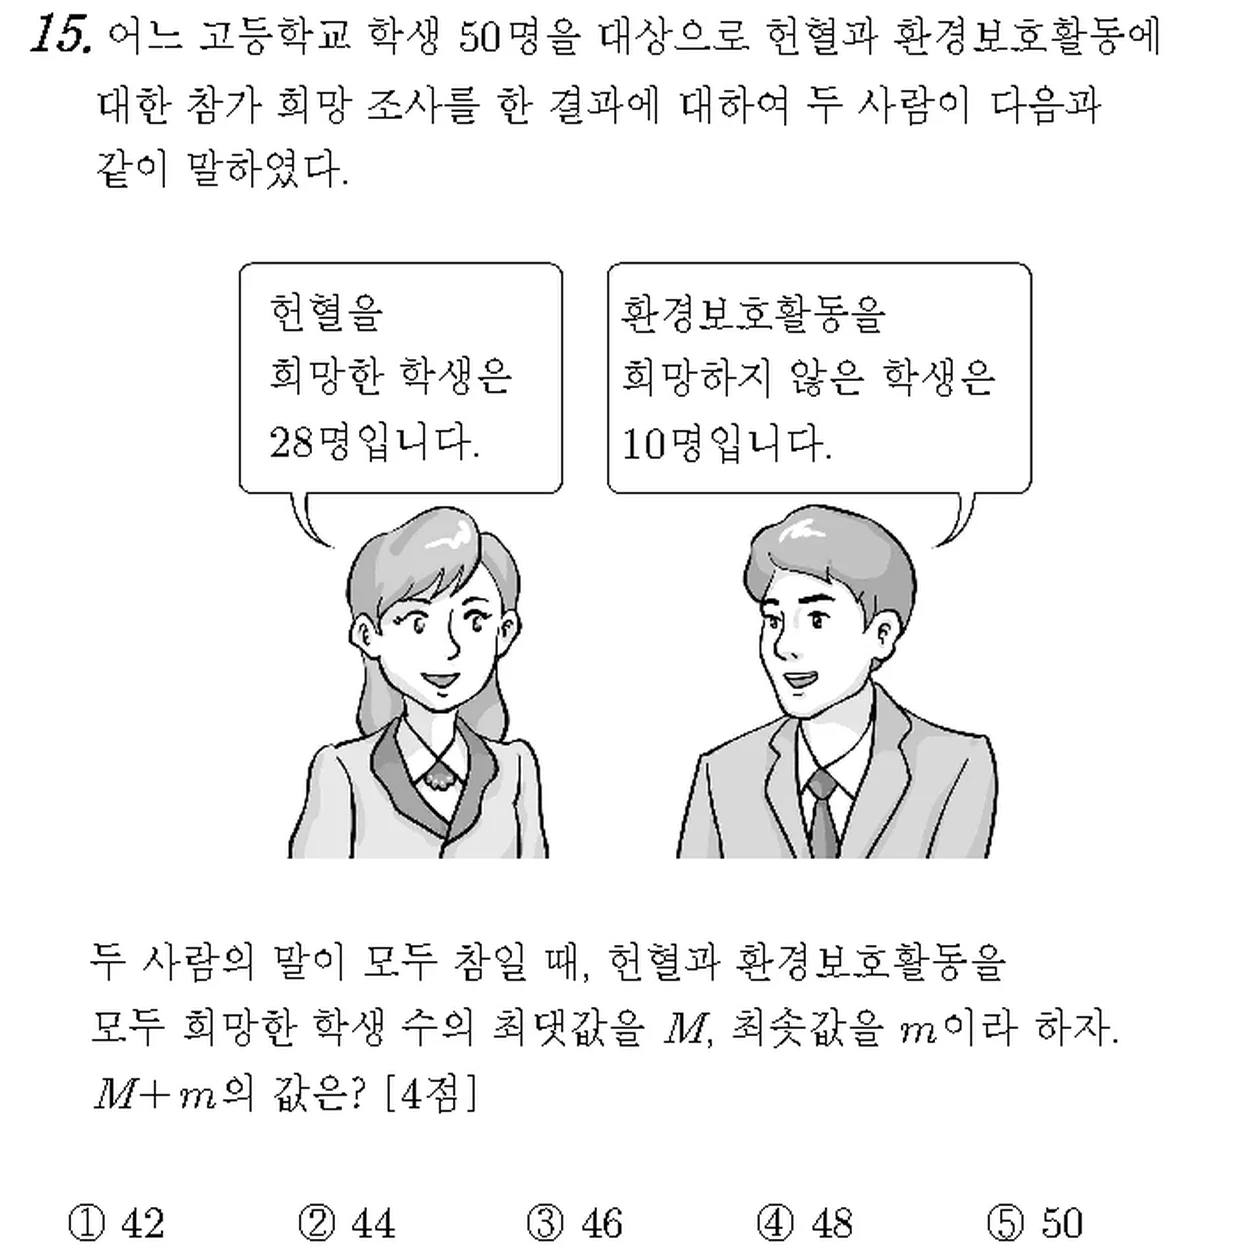 15. 어느 고등학교 학생 50명을 대상으로 헌혈과 환경보호활동에
대한 참가 희망 조사를 한 결과에 대하여 두 사람이 다음과
같이 말하였다.
헌혈을
희망한 학생은
28명입니다.
환경보호활동을
희망하지 않은 학생은
10명입니다.
두 사람의 말이 모두 참일 때, 헌혈과 환경보호활동을
모두 희망한 학생 수의 최댓값을 M, 최솟값을 m이라 하자.
M+m의 값은? [4점]
① 42 ② 44 ③ 46 ④ 48 ⑤ 50